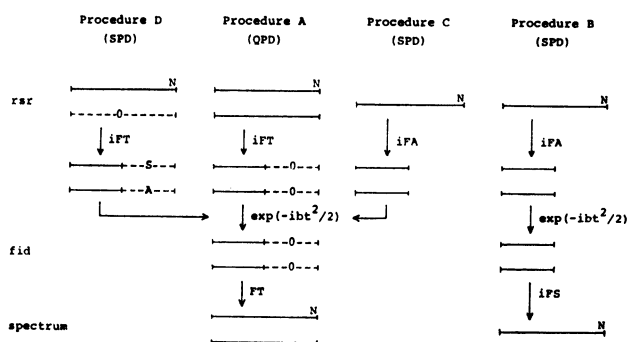 Procedure D Procedure A Procedure C Procedure B
(SPD) (QPD) (SPD) (SPD)
N N
rsr N N
0
iFT iFT iFA iFA
S 0
A 0
exp(-ibt²/2) exp(-ibt²/2)
0
fid
0
FT iFS
N
spectrum N